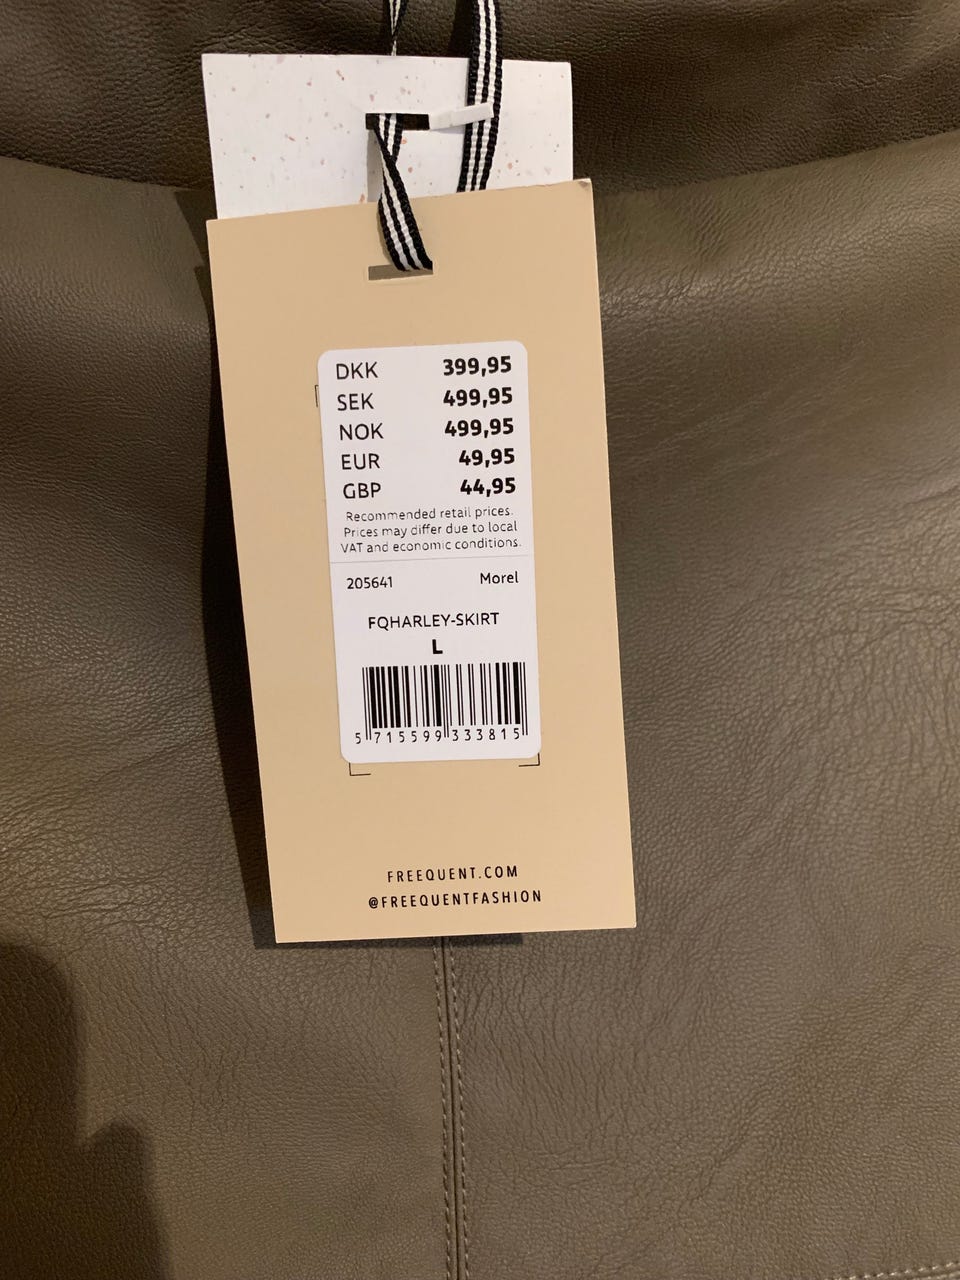 DKK 399,95
SEK 499,95
NOK 499,95
EUR 49,95
GBP 44,95
Recommended retail prices.
Prices may differ due to local
VAT and economic conditions.
205641 Morel
FQHARLEY-SKIRT
L
5 715599 333815
FREEQUENT.COM
@FREEQUENTFASHION